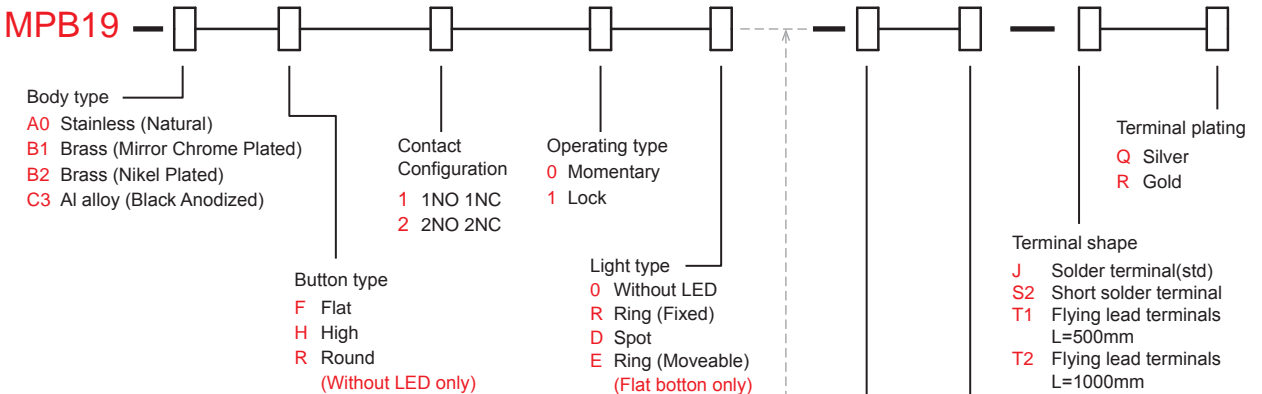 MPB19
Body type
A0 Stainless (Natural)
B1 Brass (Mirror Chrome Plated)
B2 Brass (Nikel Plated)
C3 Al alloy (Black Anodized)
Button type
F Flat
H High
R Round
(Without LED only)
Contact
Configuration
1 1NO 1NC
2 2NO 2NC
Operating type
0 Momentary
1 Lock
Light type
0 Without LED
R Ring (Fixed)
D Spot
E Ring (Moveable)
(Flat botton only)
Terminal shape
J Solder terminal(std)
S2 Short solder terminal
T1 Flying lead terminals
L=500mm
T2 Flying lead terminals
L=1000mm
Terminal plating
Q Silver
R Gold